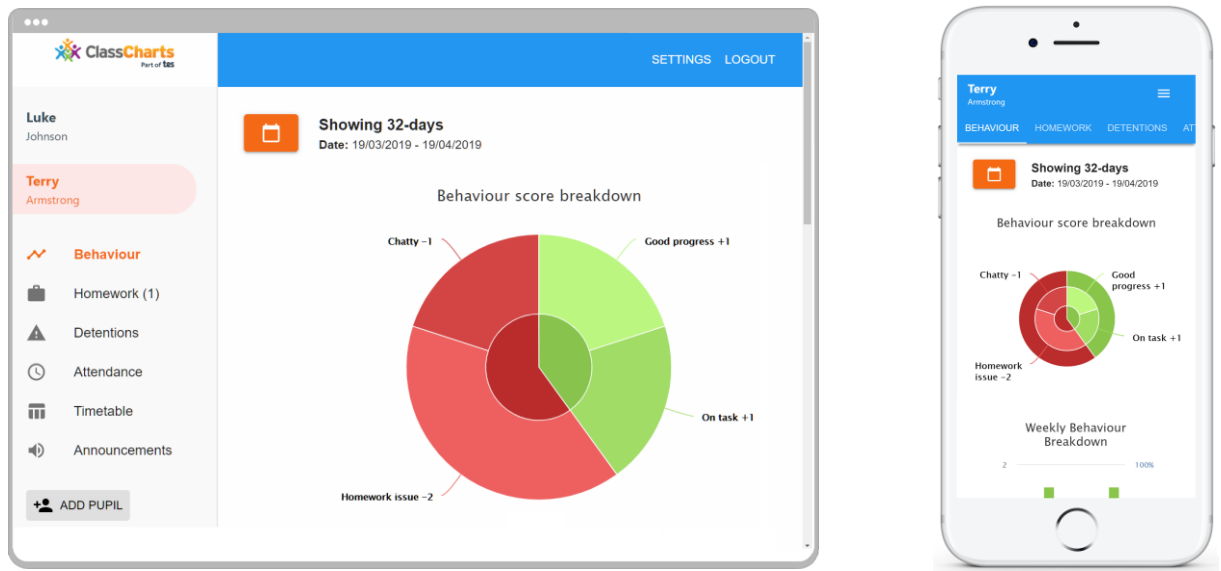 ClassCharts
Part of tes
SETTINGS LOGOUT
Luke
Johnson
Terry
Armstrong
Behaviour
Homework (1)
Detentions
Attendance
Timetable
Announcements
ADD PUPIL
Showing 32-days
Date: 19/03/2019 - 19/04/2019
Behaviour score breakdown
Chatty -1
Good progress +1
On task +1
Homework issue -2
Terry
Armstrong
BEHAVIOUR HOMEWORK DETENTIONS AT
Showing 32-days
Date: 19/03/2019 - 19/04/2019
Behaviour score breakdown
Chatty -1
Good
progress +1
On task +1
Homework
issue -2
Weekly Behaviour
Breakdown
2 100%